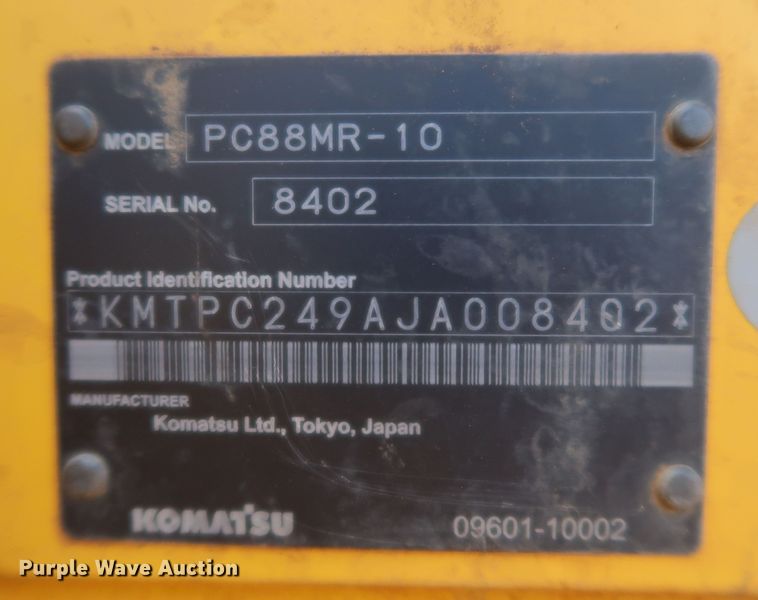 MODEL PC88MR-10
SERIAL No. 8402
Product Identification Number
*KMTPC249AJA008402*
MANUFACTURER
Komatsu Ltd., Tokyo, Japan
KOMATSU 09601-10002
Purple Wave Auction